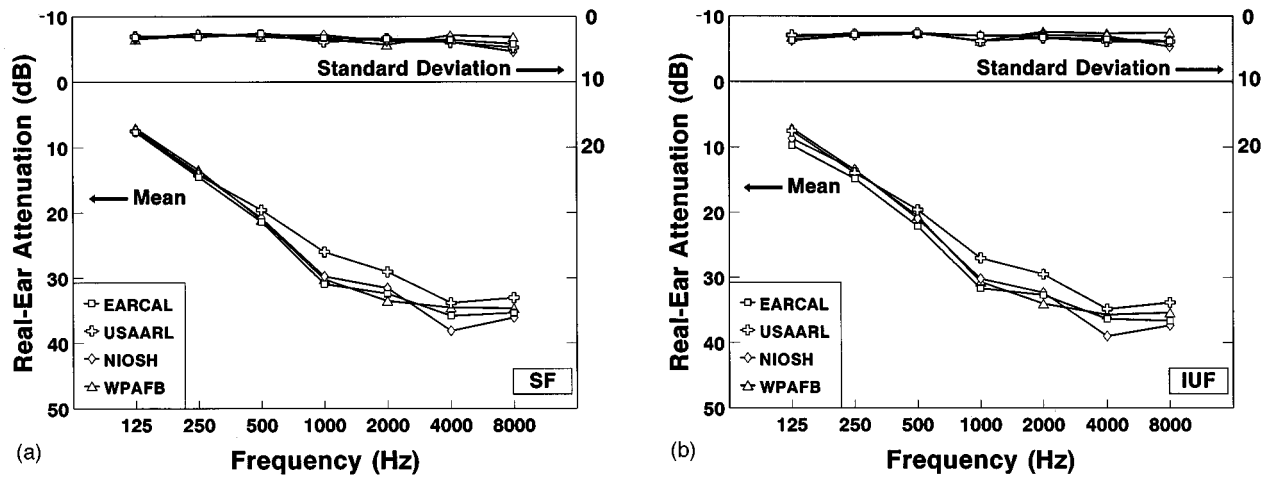 -10
0
10
20
30
40
50
Real-Ear Attenuation (dB)
0
10
20
Standard Deviation
Mean
EARCAL
USAARL
NIOSH
WPAFB
SF
125 250 500 1000 2000 4000 8000
Frequency (Hz)
(a)
-10
0
10
20
30
40
50
Real-Ear Attenuation (dB)
0
10
20
Standard Deviation
Mean
EARCAL
USAARL
NIOSH
WPAFB
IUF
125 250 500 1000 2000 4000 8000
Frequency (Hz)
(b)